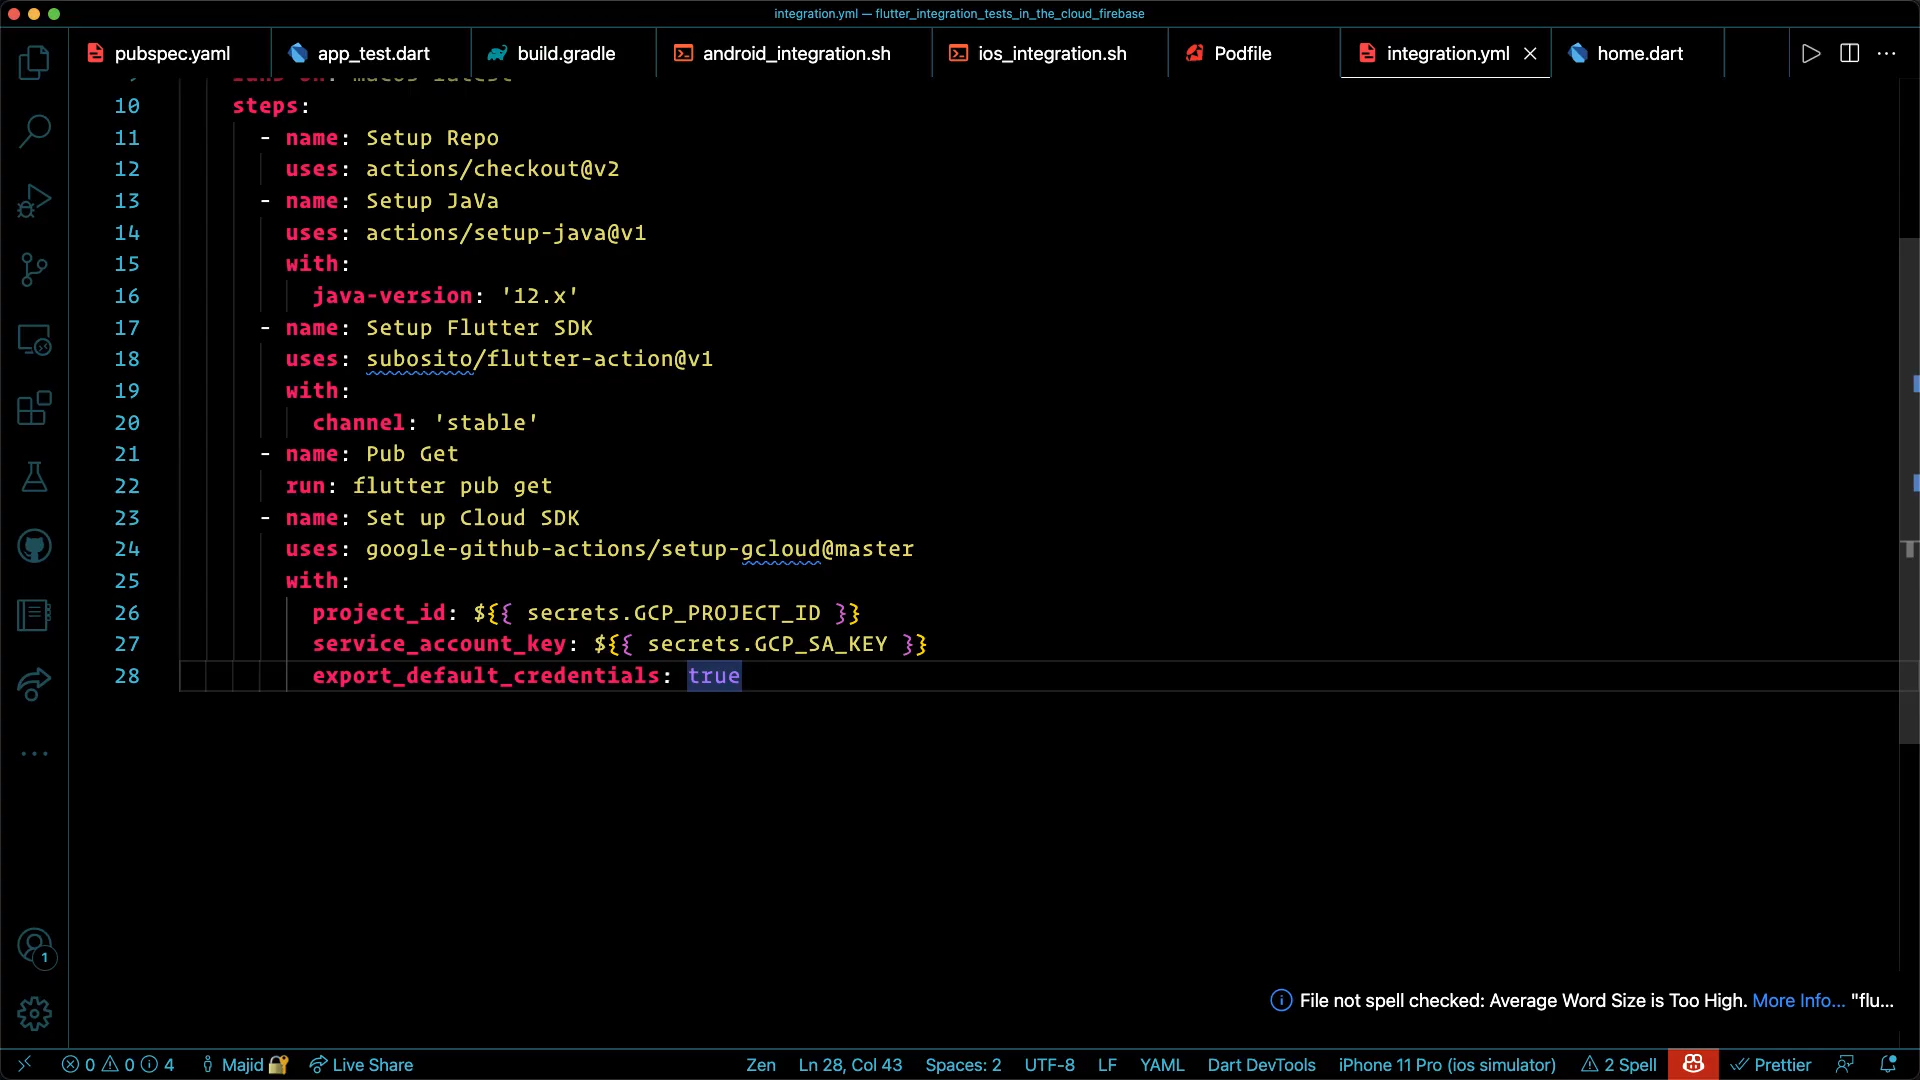 integration.yml — flutter_integration_tests_in_the_cloud_firebase
pubspec.yaml app_test.dart build.gradle android_integration.sh ios_integration.sh Podfile integration.yml home.dart
10 steps:
11 - name: Setup Repo
12 uses: actions/checkout@v2
13 - name: Setup JaVa
14 uses: actions/setup-java@v1
15 with:
16 java-version: '12.x'
17 - name: Setup Flutter SDK
18 uses: subosito/flutter-action@v1
19 with:
20 channel: 'stable'
21 - name: Pub Get
22 run: flutter pub get
23 - name: Set up Cloud SDK
24 uses: google-github-actions/setup-gcloud@master
25 with:
26 project_id: ${{ secrets.GCP_PROJECT_ID }}
27 service_account_key: ${{ secrets.GCP_SA_KEY }}
28 export_default_credentials: true
1
File not spell checked: Average Word Size is Too High. More Info... "flu...
0 0 4 Majid Live Share Zen Ln 28, Col 43 Spaces: 2 UTF-8 LF YAML Dart DevTools iPhone 11 Pro (ios simulator) 2 Spell Prettier